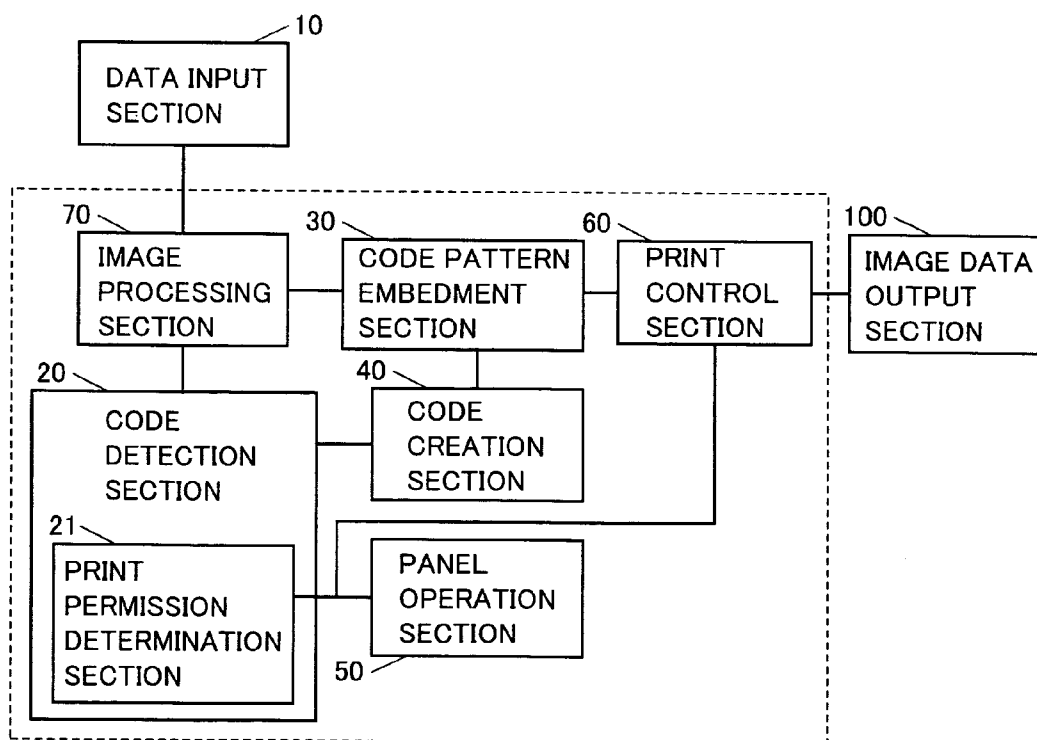 10
DATA INPUT
SECTION
70
IMAGE
PROCESSING
SECTION
30
CODE PATTERN
EMBEDMENT
SECTION
60
PRINT
CONTROL
SECTION
100
IMAGE DATA
OUTPUT
SECTION
20
CODE
DETECTION
SECTION
40
CODE
CREATION
SECTION
21
PRINT
PERMISSION
DETERMINATION
SECTION
PANEL
OPERATION
SECTION
50